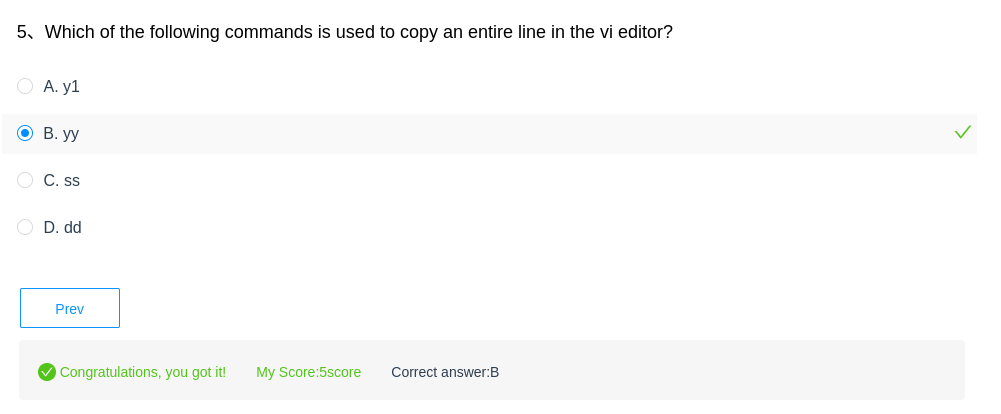 5、Which of the following commands is used to copy an entire line in the vi editor?
A. y1
B. yy
C. ss
D. dd
Prev
Congratulations, you got it! My Score:5score Correct answer:B